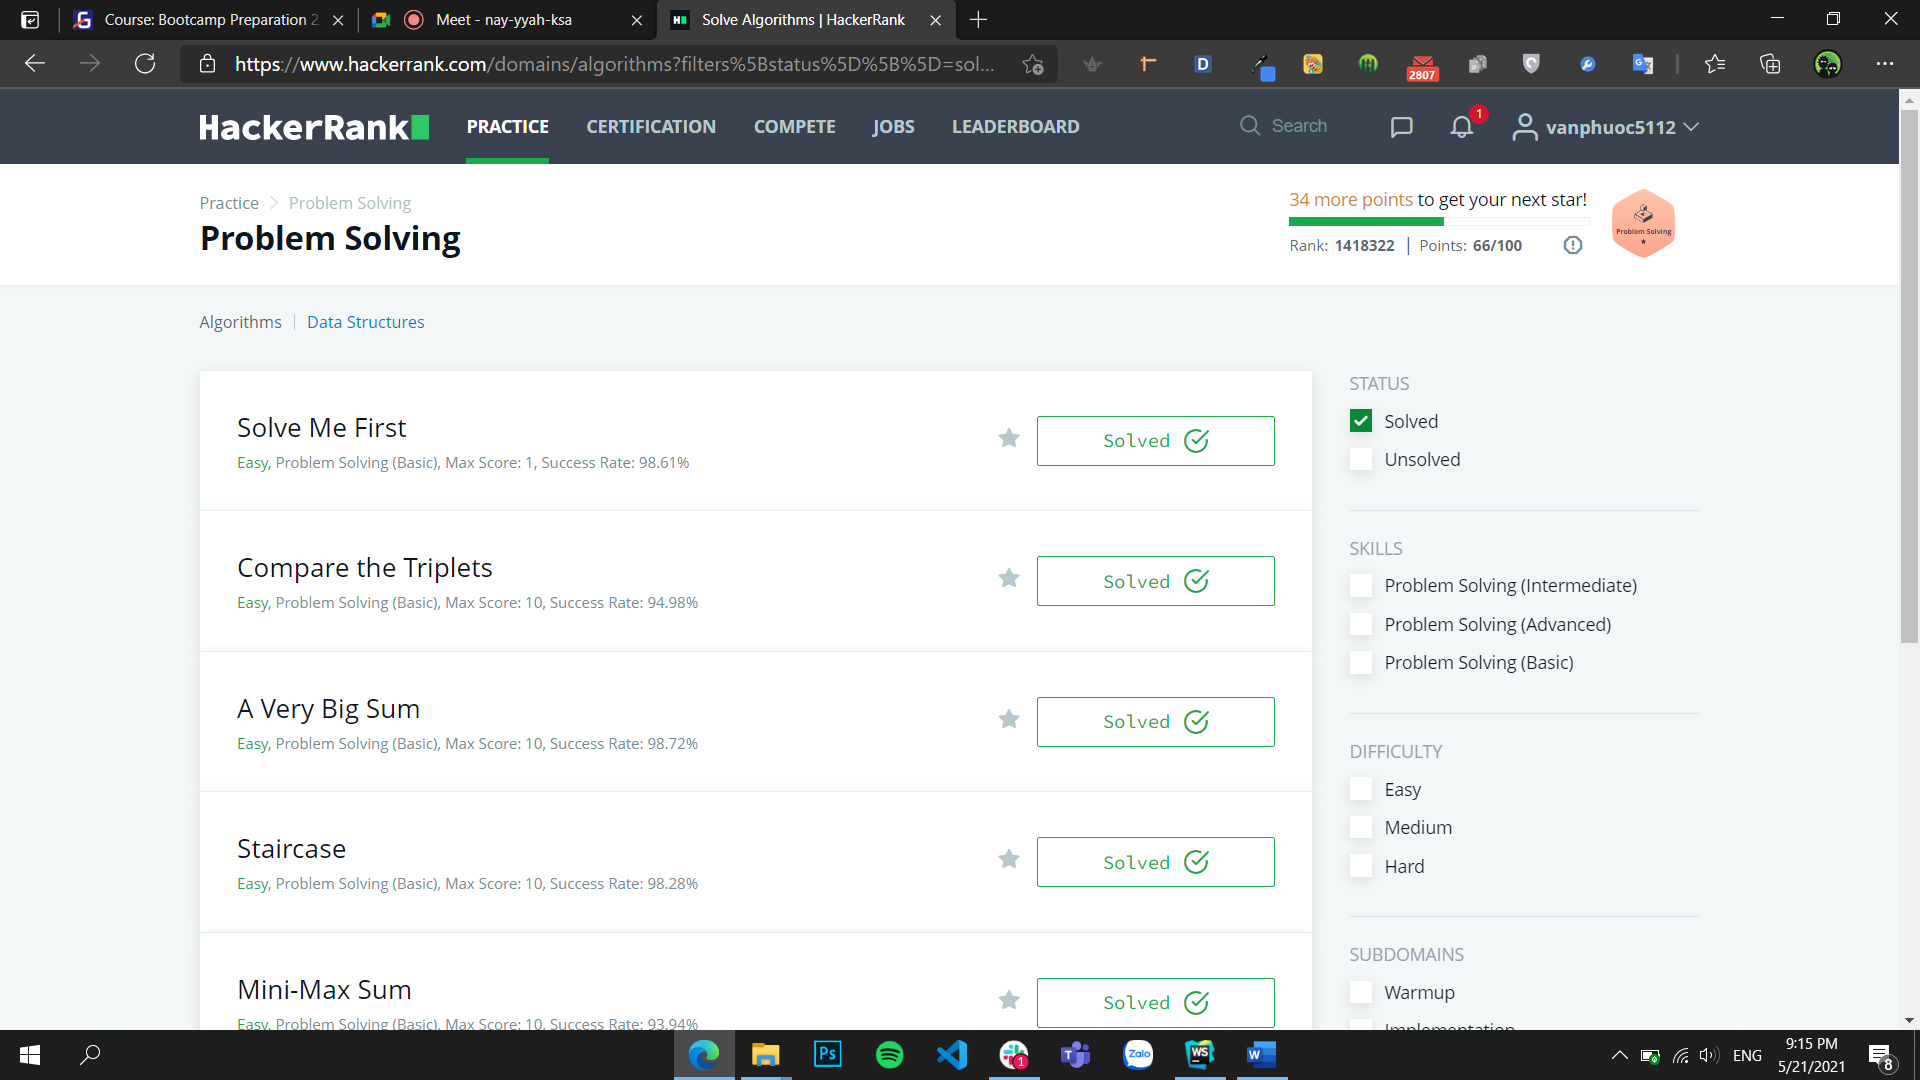 Course: Bootcamp Preparation 2
Meet - nay-yyah-ksa
Solve Algorithms | HackerRank
https://www.hackerrank.com/domains/algorithms?filters%5Bstatus%5D%5B%5D=sol...
2807
HackerRank
PRACTICE
CERTIFICATION
COMPETE
JOBS
LEADERBOARD
Search
1
vanphuoc5112
Practice
Problem Solving
Problem Solving
34 more points to get your next star!
Rank: 1418322 | Points: 66/100
Problem Solving
Algorithms
Data Structures
Solve Me First
Easy, Problem Solving (Basic), Max Score: 1, Success Rate: 98.61%
Solved
Compare the Triplets
Easy, Problem Solving (Basic), Max Score: 10, Success Rate: 94.98%
Solved
A Very Big Sum
Easy, Problem Solving (Basic), Max Score: 10, Success Rate: 98.72%
Solved
Staircase
Easy, Problem Solving (Basic), Max Score: 10, Success Rate: 98.28%
Solved
Mini-Max Sum
Easy, Problem Solving (Basic), Max Score: 10, Success Rate: 93.94%
Solved
STATUS
Solved
Unsolved
SKILLS
Problem Solving (Intermediate)
Problem Solving (Advanced)
Problem Solving (Basic)
DIFFICULTY
Easy
Medium
Hard
SUBDOMAINS
Warmup
Implementation
Ps
1
Zalo
WS
W
ENG
9:15 PM
5/21/2021
8